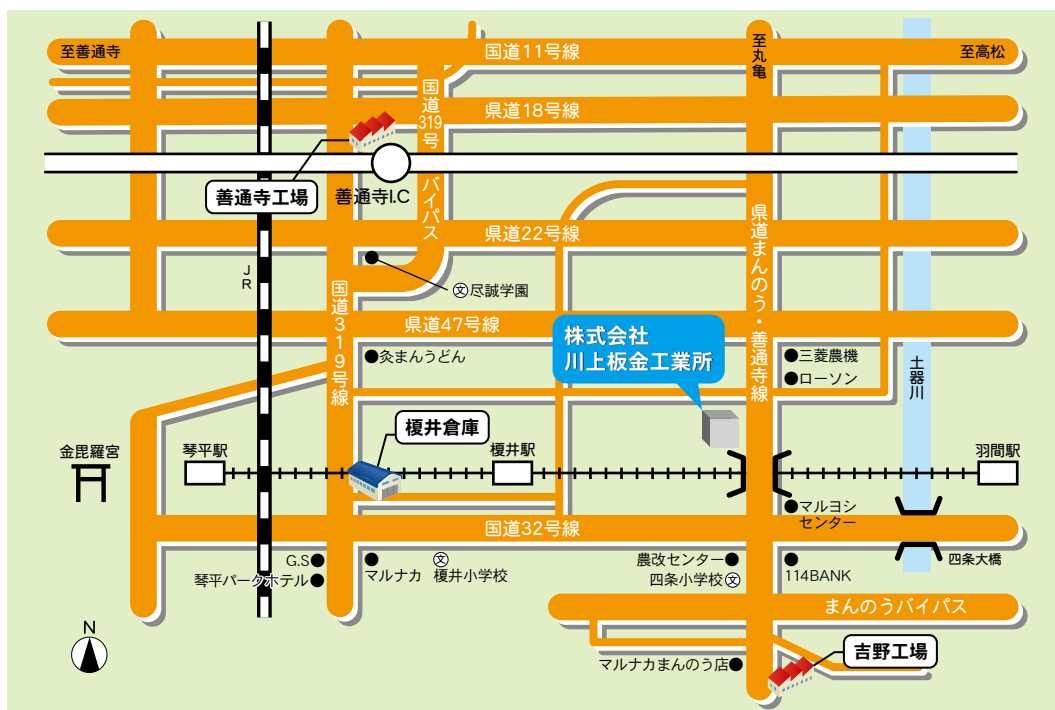 至善通寺
国道11号線
至丸亀
至高松
国道319号
バイパス
県道18号線
善通寺工場
善通寺I.C
県道22号線
県道まんのう・善通寺線
JR
㊫尽誠学園
国道319号線
県道47号線
株式会社
川上板金工業所
灸まんうどん
三菱農機
ローソン
土器川
榎井倉庫
金毘羅宮
琴平駅
榎井駅
羽間駅
マルヨシ
センター
国道32号線
G.S
琴平パークホテル
マルナカ
文
榎井小学校
農改センター
四条小学校文
114BANK
四条大橋
まんのうバイパス
N
マルナカまんのう店
吉野工場